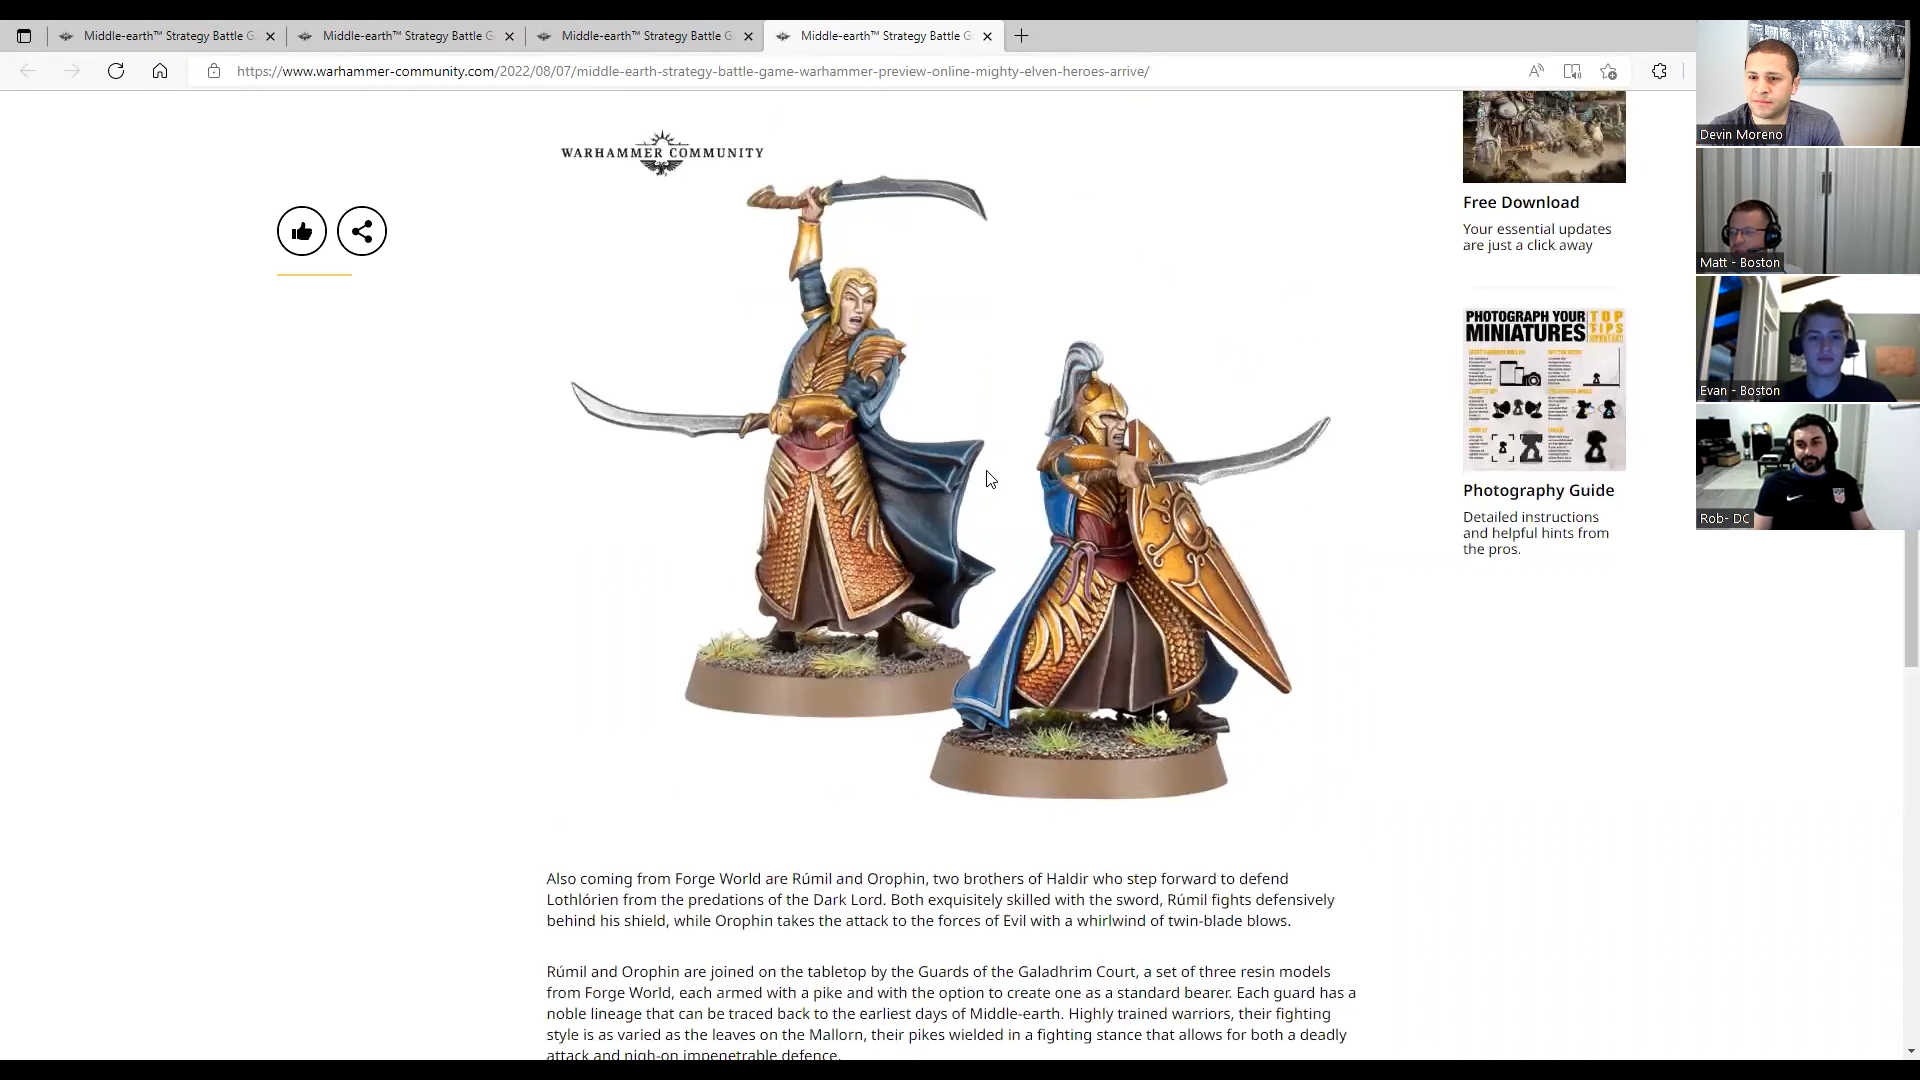 Middle-earth™ Strategy Battle G
Middle-earth™ Strategy Battle G
Middle-earth™ Strategy Battle G
Middle-earth™ Strategy Battle G
https://www.warhammer-community.com/2022/08/07/middle-earth-strategy-battle-game-warhammer-preview-online-mighty-elven-heroes-arrive/
WARHAMMER COMMUNITY
Also coming from Forge World are Rúmil and Orophin, two brothers of Haldir who step forward to defend
Lothlórien from the predations of the Dark Lord. Both exquisitely skilled with the sword, Rúmil fights defensively
behind his shield, while Orophin takes the attack to the forces of Evil with a whirlwind of twin-blade blows.
Rúmil and Orophin are joined on the tabletop by the Guards of the Galadhrim Court, a set of three resin models
from Forge World, each armed with a pike and with the option to create one as a standard bearer. Each guard has a
noble lineage that can be traced back to the earliest days of Middle-earth. Highly trained warriors, their fighting
style is as varied as the leaves on the Mallorn, their pikes wielded in a fighting stance that allows for both a deadly
attack and nigh-on impenetrable defence.
Free Download
Your essential updates
are just a click away
PHOTOGRAPH YOUR
MINIATURES
TOP
TIPS
Photography Guide
Detailed instructions
and helpful hints from
the pros.
Devin Moreno
Matt - Boston
Evan - Boston
Rob- DC